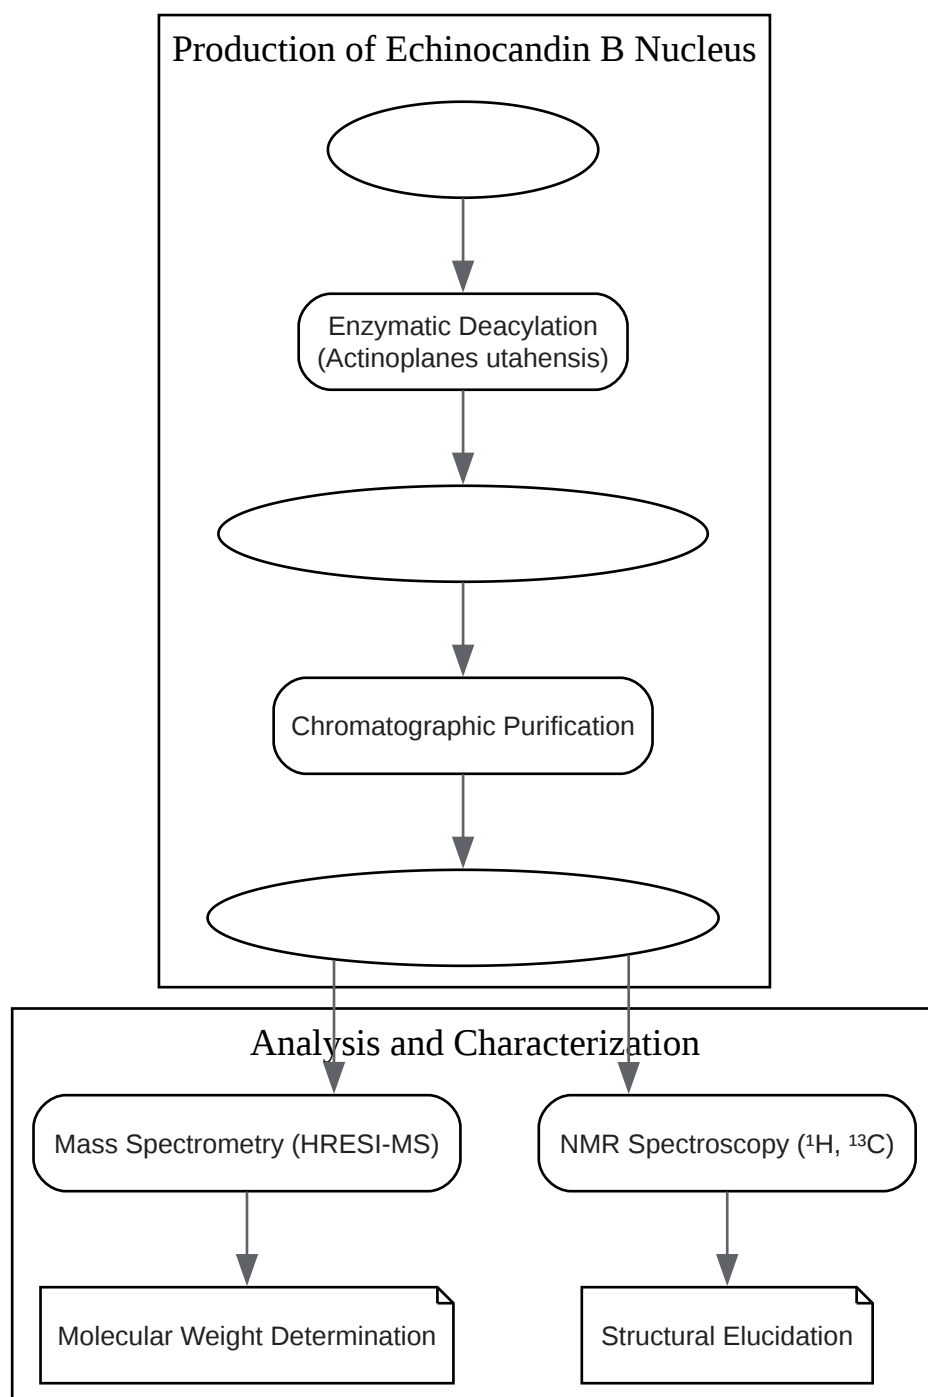 Production of Echinocandin B Nucleus
Enzymatic Deacylation
(Actinoplanes utahensis)
Chromatographic Purification
Analysis and Characterization
Mass Spectrometry (HRESI-MS)
NMR Spectroscopy (¹H, ¹³C)
Molecular Weight Determination
Structural Elucidation